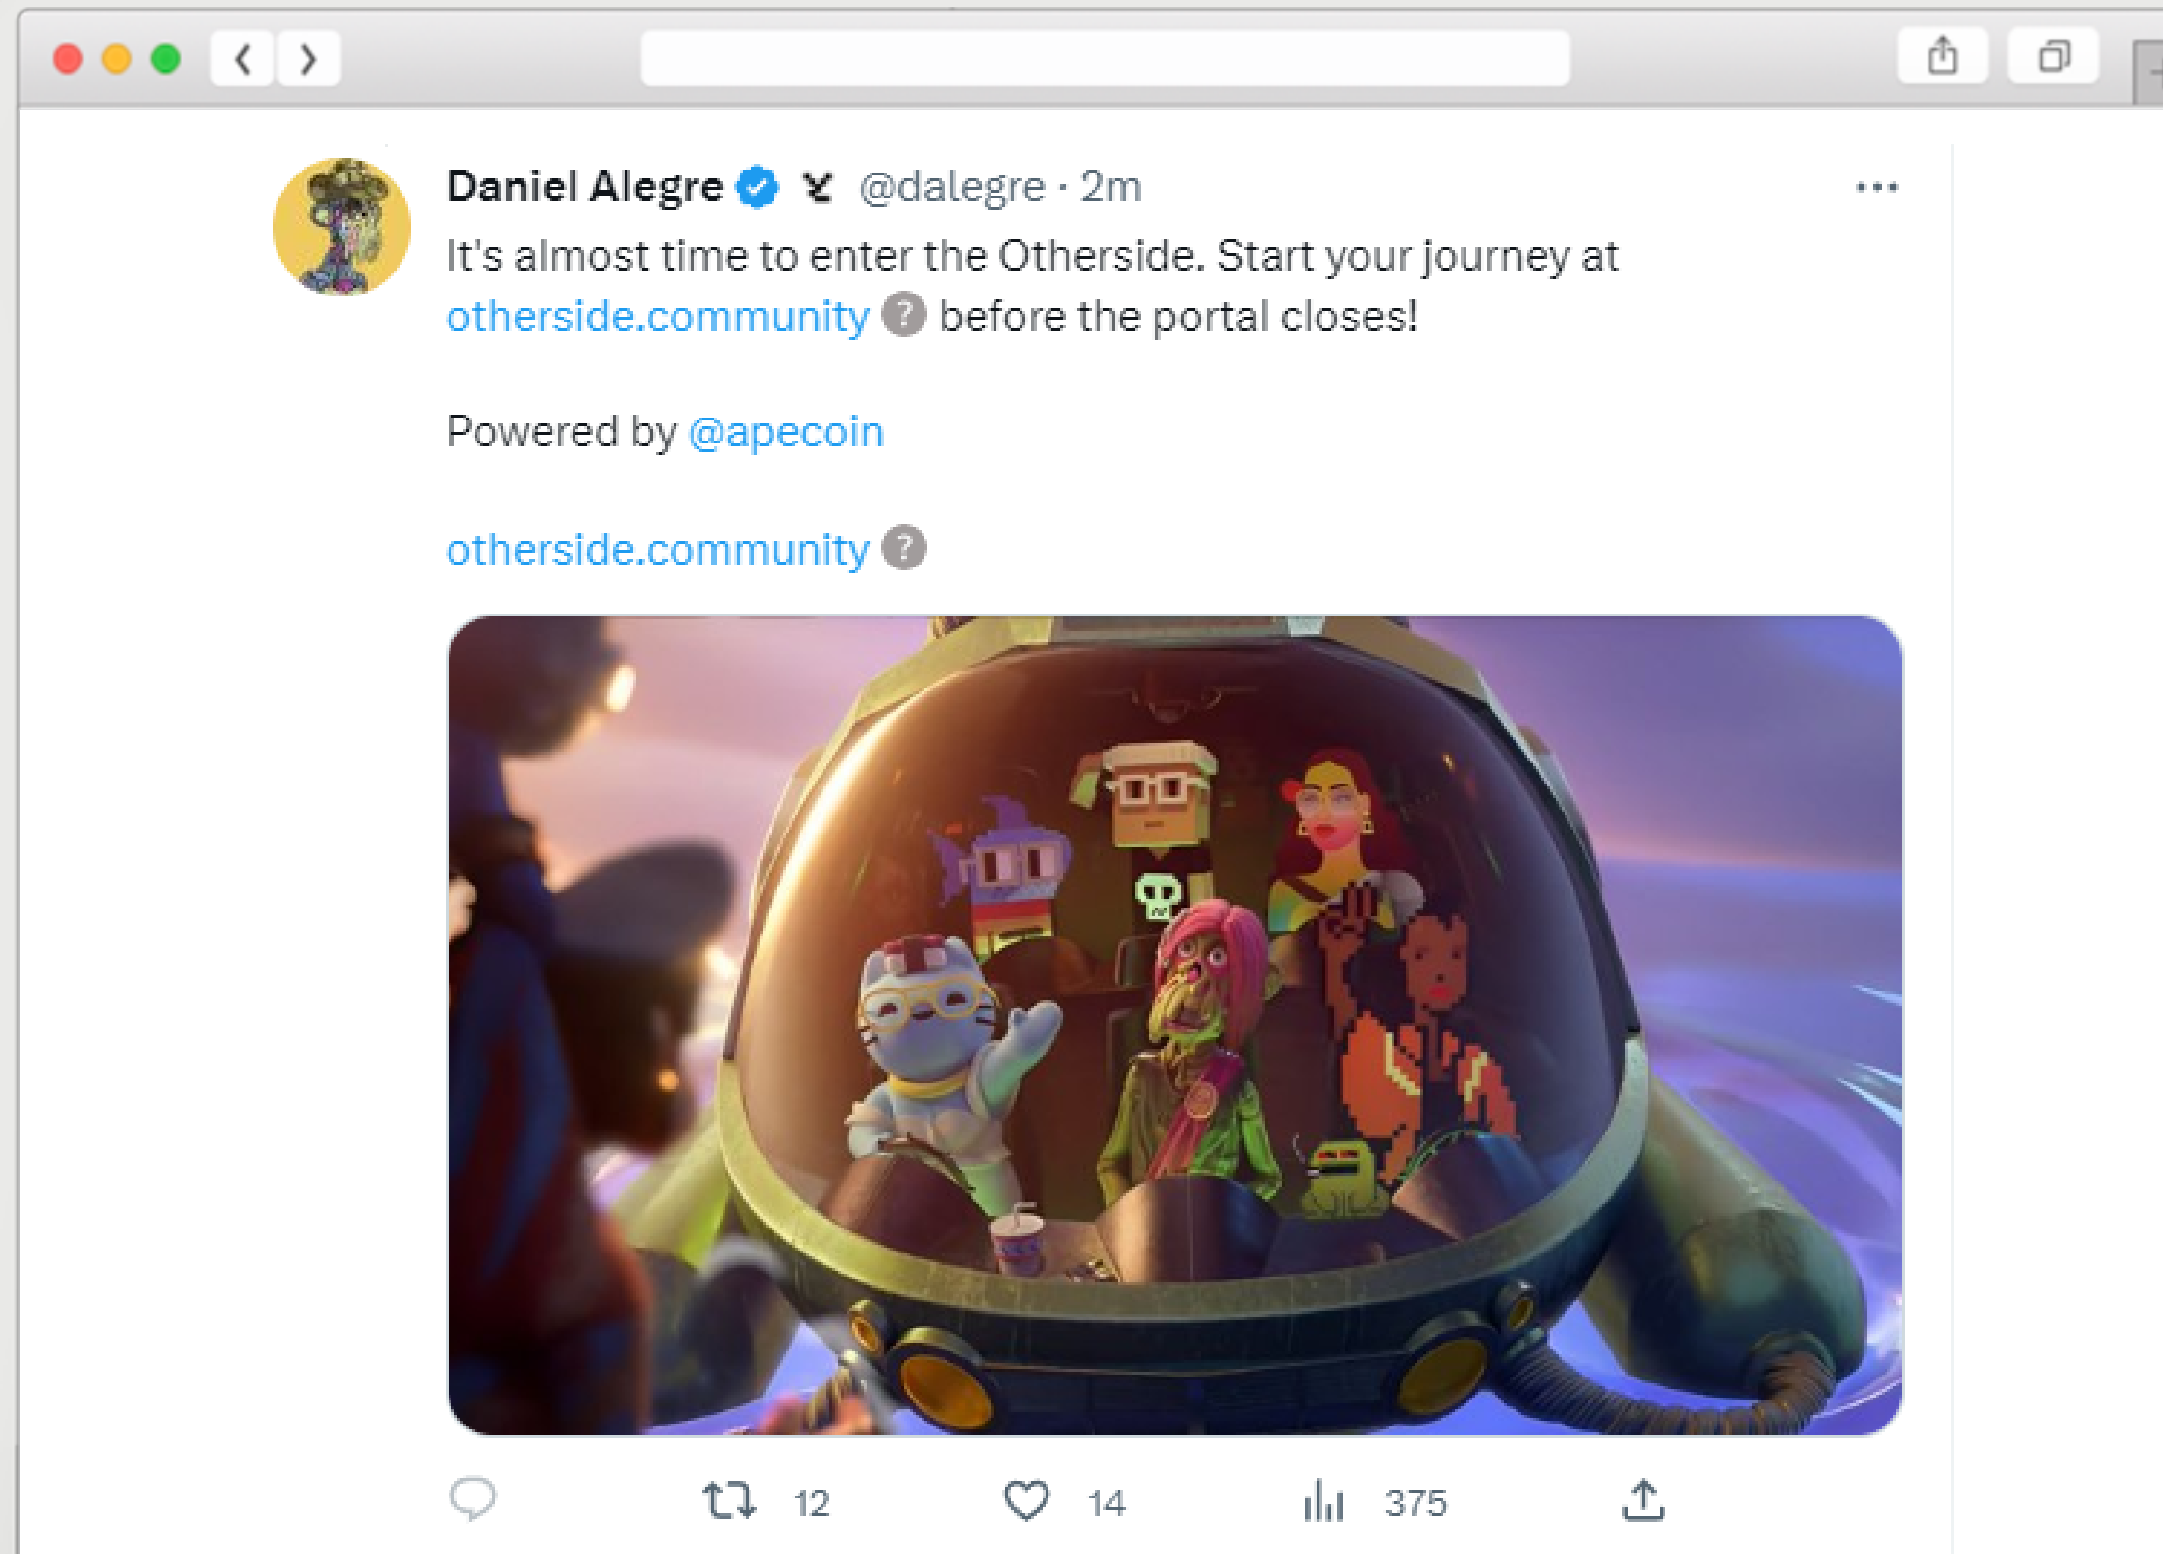 Daniel Alegre @dalegre · 2m
It's almost time to enter the Otherside. Start your journey at
otherside.community ? before the portal closes!
Powered by @apecoin
otherside.community ?
12 14 375